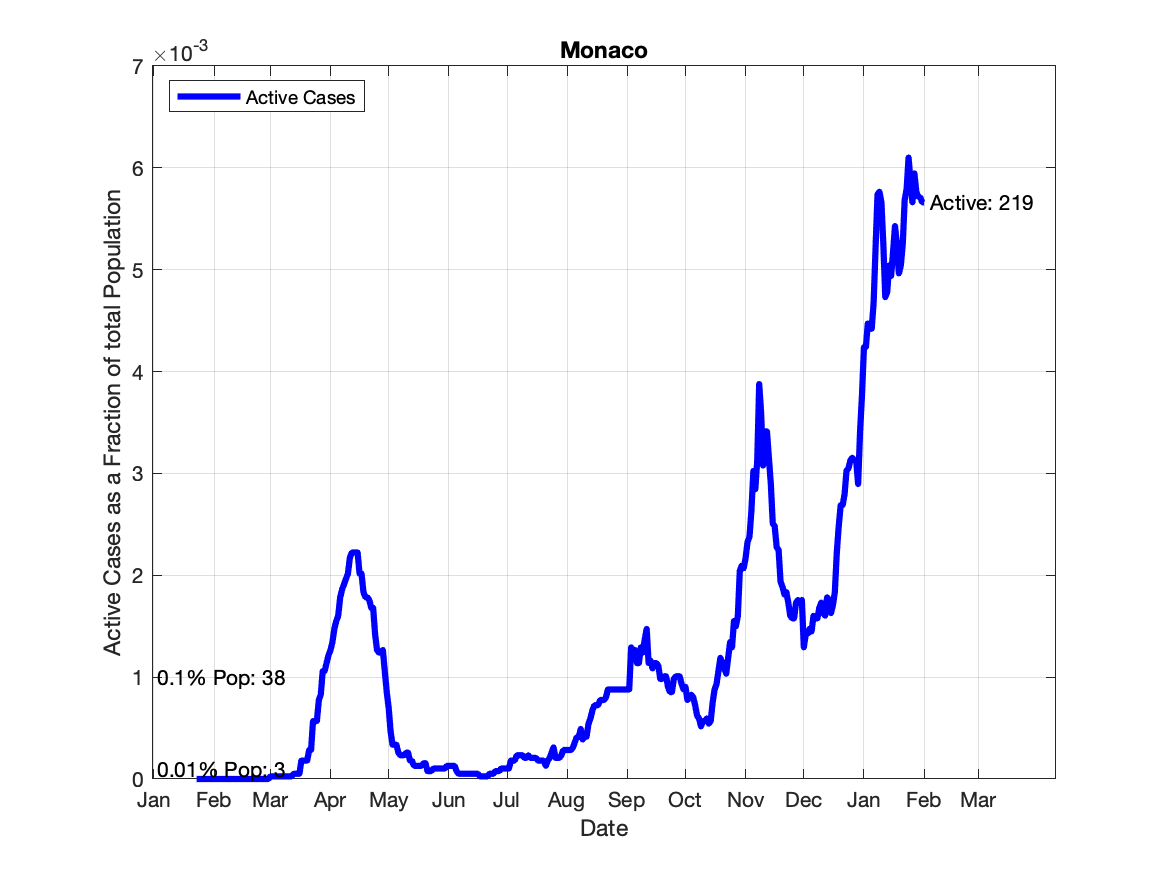 Monaco
×10-3
Active Cases
7
6
5
4
3
2
1
0
Active Cases as a Fraction of total Population
Active: 219
0.1% Pop: 38
0.01% Pop: 3
Jan Feb Mar Apr May Jun Jul Aug Sep Oct Nov Dec Jan Feb Mar
Date